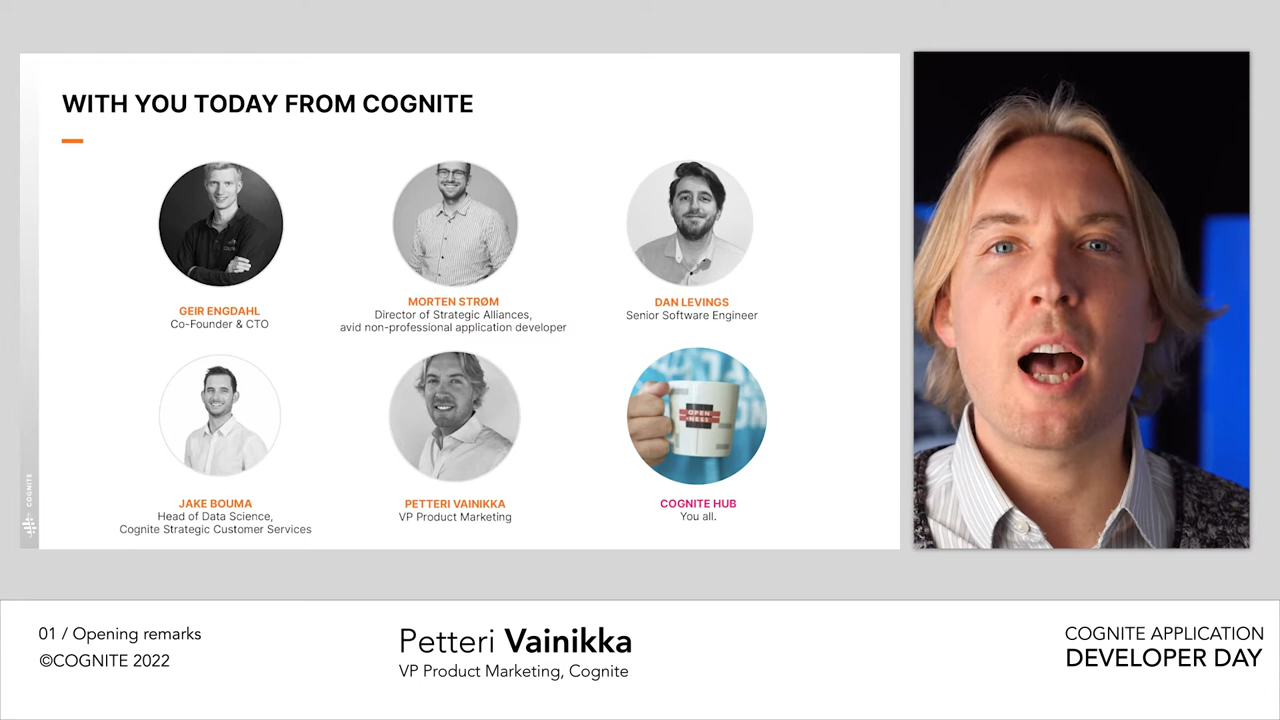 WITH YOU TODAY FROM COGNITE
GEIR ENGDAHL
Co-Founder & CTO
MORTEN STRØM
Director of Strategic Alliances,
avid non-professional application developer
DAN LEVINGS
Senior Software Engineer
OPEN
NESS
JAKE BOUMA
Head of Data Science,
Cognite Strategic Customer Services
PETTERI VAINIKKA
VP Product Marketing
COGNITE HUB
You all.
COGNITE
01 / Opening remarks
©COGNITE 2022
Petteri Vainikka
VP Product Marketing, Cognite
COGNITE APPLICATION
DEVELOPER DAY